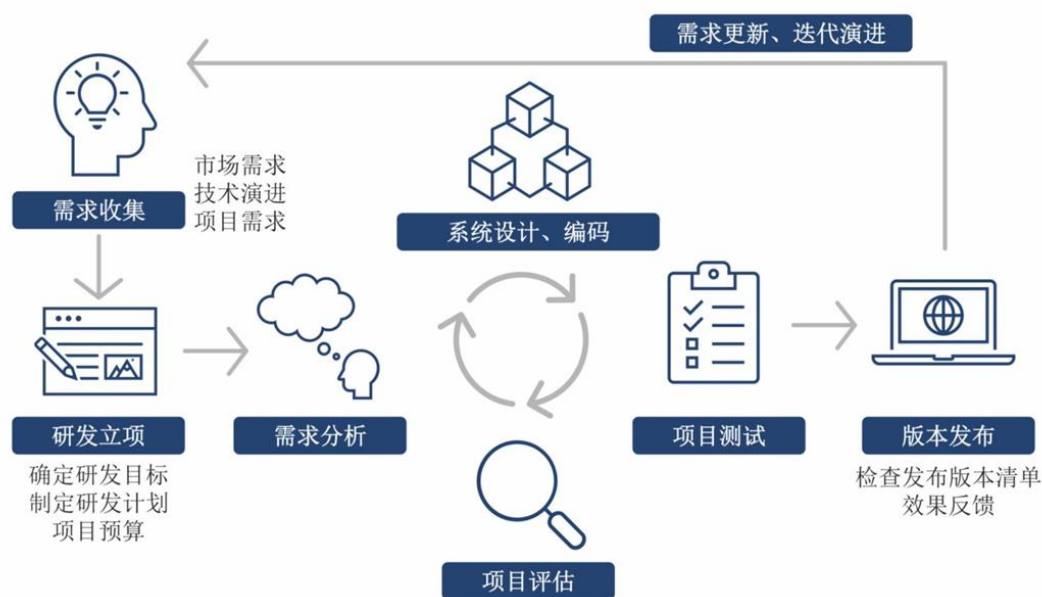 需求更新、迭代演进
市场需求
技术演进
项目需求
需求收集
系统设计、编码
研发立项
确定研发目标
制定研发计划
项目预算
需求分析
项目测试
版本发布
检查发布版本清单
效果反馈
项目评估